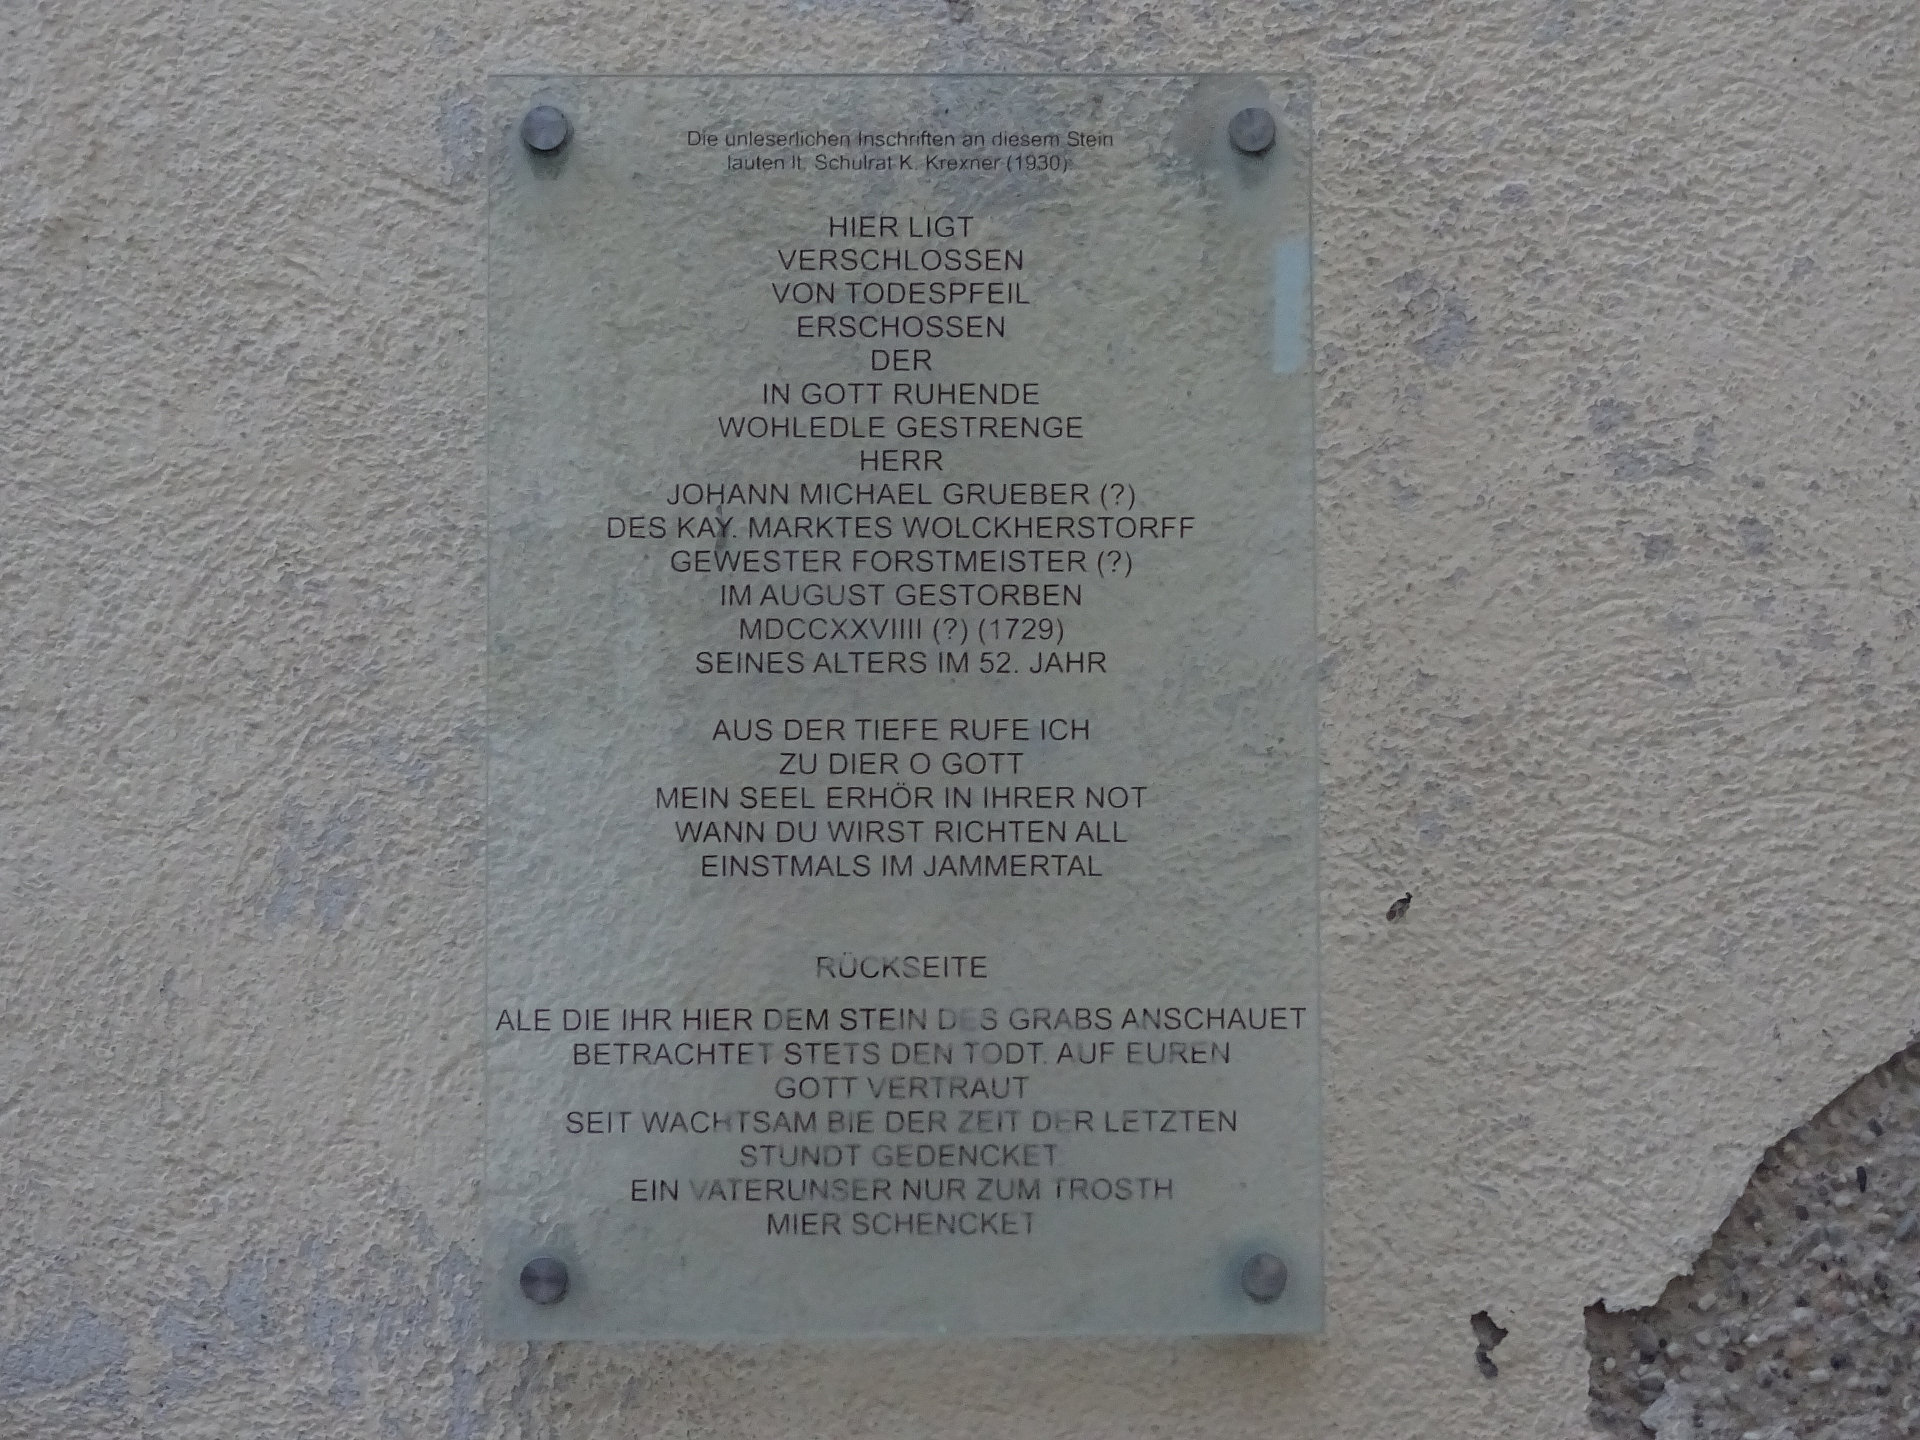 Die unleserlichen Inschriften an diesem Stein
lauten lt. Schulrat K. Krexner (1930)
HIER LIGT
VERSCHLOSSEN
VON TODESPFEIL
ERSCHOSSEN
DER
IN GOTT RUHENDE
WOHLEDLE GESTRENGE
HERR
JOHANN MICHAEL GRUEBER (?)
DES KAY. MARKTES WOLCKHERSTORFF
GEWESTER FORSTMEISTER (?)
IM AUGUST GESTORBEN
MDCCXXVIIII (?) (1729)
SEINES ALTERS IM 52. JAHR
AUS DER TIEFE RUFE ICH
ZU DIER O GOTT
MEIN SEEL ERHÖR IN IHRER NOT
WANN DU WIRST RICHTEN ALL
EINSTMALS IM JAMMERTAL
RÜCKSEITE
ALE DIE IHR HIER DEM STEIN DES GRABS ANSCHAUET
BETRACHTET STETS DEN TODT. AUF EUREN
GOTT VERTRAUT
SEIT WACHTSAM BIE DER ZEIT DER LETZTEN
STUNDT GEDENCKET
EIN VATERUNSER NUR ZUM TROSTH
MIER SCHENCKET